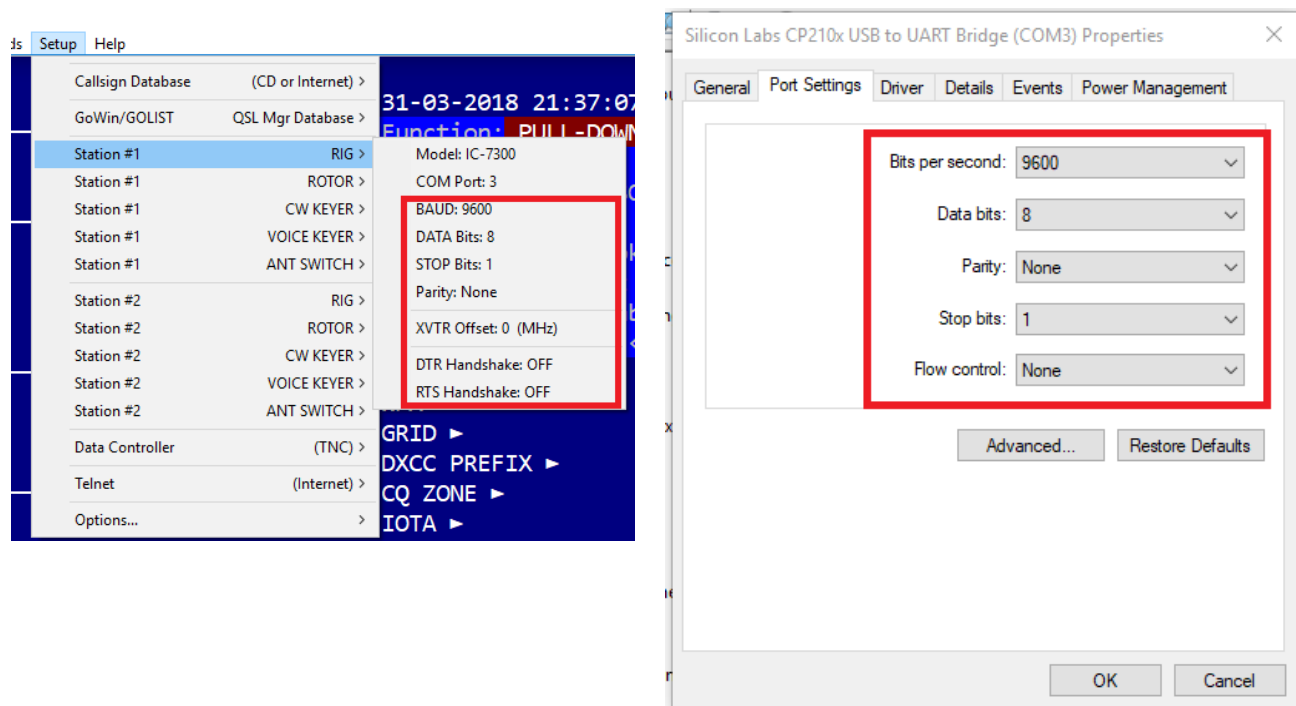 Setup Help
Callsign Database (CD or Internet) >
GoWin/GOLIST QSL Mgr Database >
Station #1 RIG >
Station #1 ROTOR >
Station #1 CW KEYER >
Station #1 VOICE KEYER >
Station #1 ANT SWITCH >
Station #2 RIG >
Station #2 ROTOR >
Station #2 CW KEYER >
Station #2 VOICE KEYER >
Station #2 ANT SWITCH >
Data Controller (TNC) >
Telnet (Internet) >
Options... >
31-03-2018 21:37:07
Function: PULL-DOWN
Model: IC-7300
COM Port: 3
BAUD: 9600
DATA Bits: 8
STOP Bits: 1
Parity: None
XVTR Offset: 0 (MHz)
DTR Handshake: OFF
RTS Handshake: OFF
GRID ►
DXCC PREFIX ►
CQ ZONE ►
IOTA ►
Silicon Labs CP210x USB to UART Bridge (COM3) Properties
General Port Settings Driver Details Events Power Management
Bits per second: 9600
Data bits: 8
Parity: None
Stop bits: 1
Flow control: None
Advanced... Restore Defaults
OK Cancel